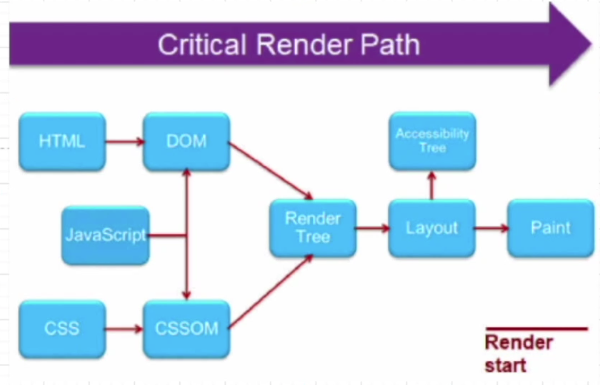 Critical Render Path
HTML
DOM
Accessibility
Tree
JavaScript
Render
Tree
Layout
Paint
CSS
CSSOM
Render
start